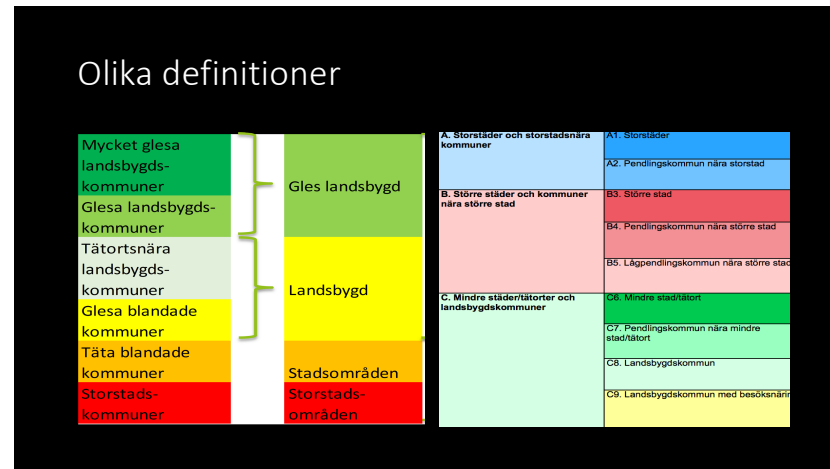 Olika definitioner
Mycket glesa
landsbygds-
kommuner
Glesa landsbygds-
kommuner
Tätortsnära
landsbygds-
kommuner
Glesa blandade
kommuner
Täta blandade
kommuner
Storstads-
kommuner
Gles landsbygd
Landsbygd
Stadsområden
Storstads-
områden
A. Storstäder och storstadsnära
kommuner
A1. Storstäder
A2. Pendlingskommun nära storstad
B. Större städer och kommuner
nära större stad
B3. Större stad
B4. Pendlingskommun nära större stad
B5. Lågpendlingskommun nära större stad
C. Mindre städer/tätorter och
landsbygdskommuner
C6. Mindre stad/tätort
C7. Pendlingskommun nära mindre
stad/tätort
C8. Landsbygdskommun
C9. Landsbygdskommun med besöksnärin